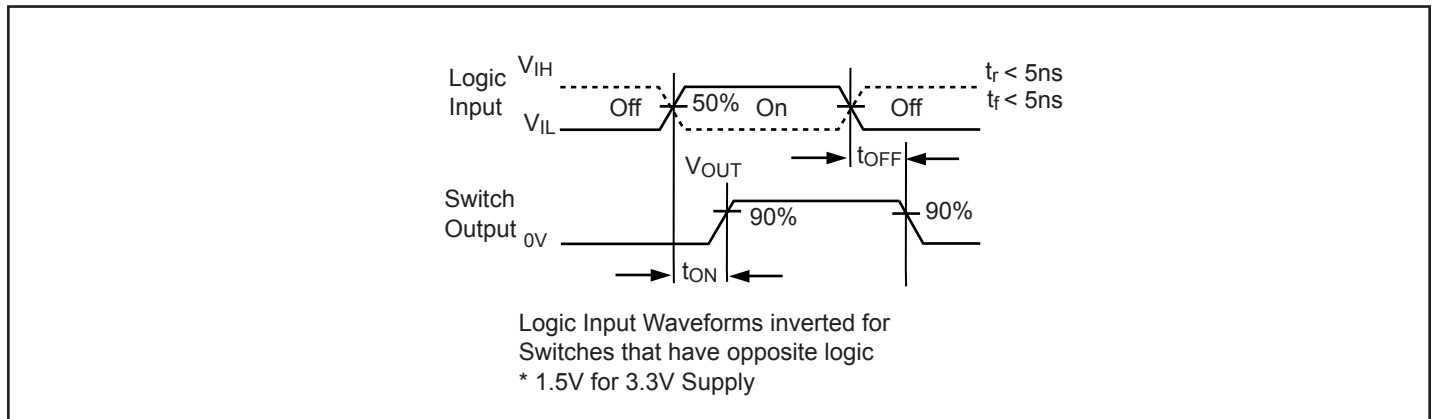 Logic Input
V_IH
V_IL
Off
50%
On
Off
t_r < 5ns
t_f < 5ns
t_OFF
V_OUT
Switch Output
0V
90%
90%
t_ON
Logic Input Waveforms inverted for
Switches that have opposite logic
* 1.5V for 3.3V Supply